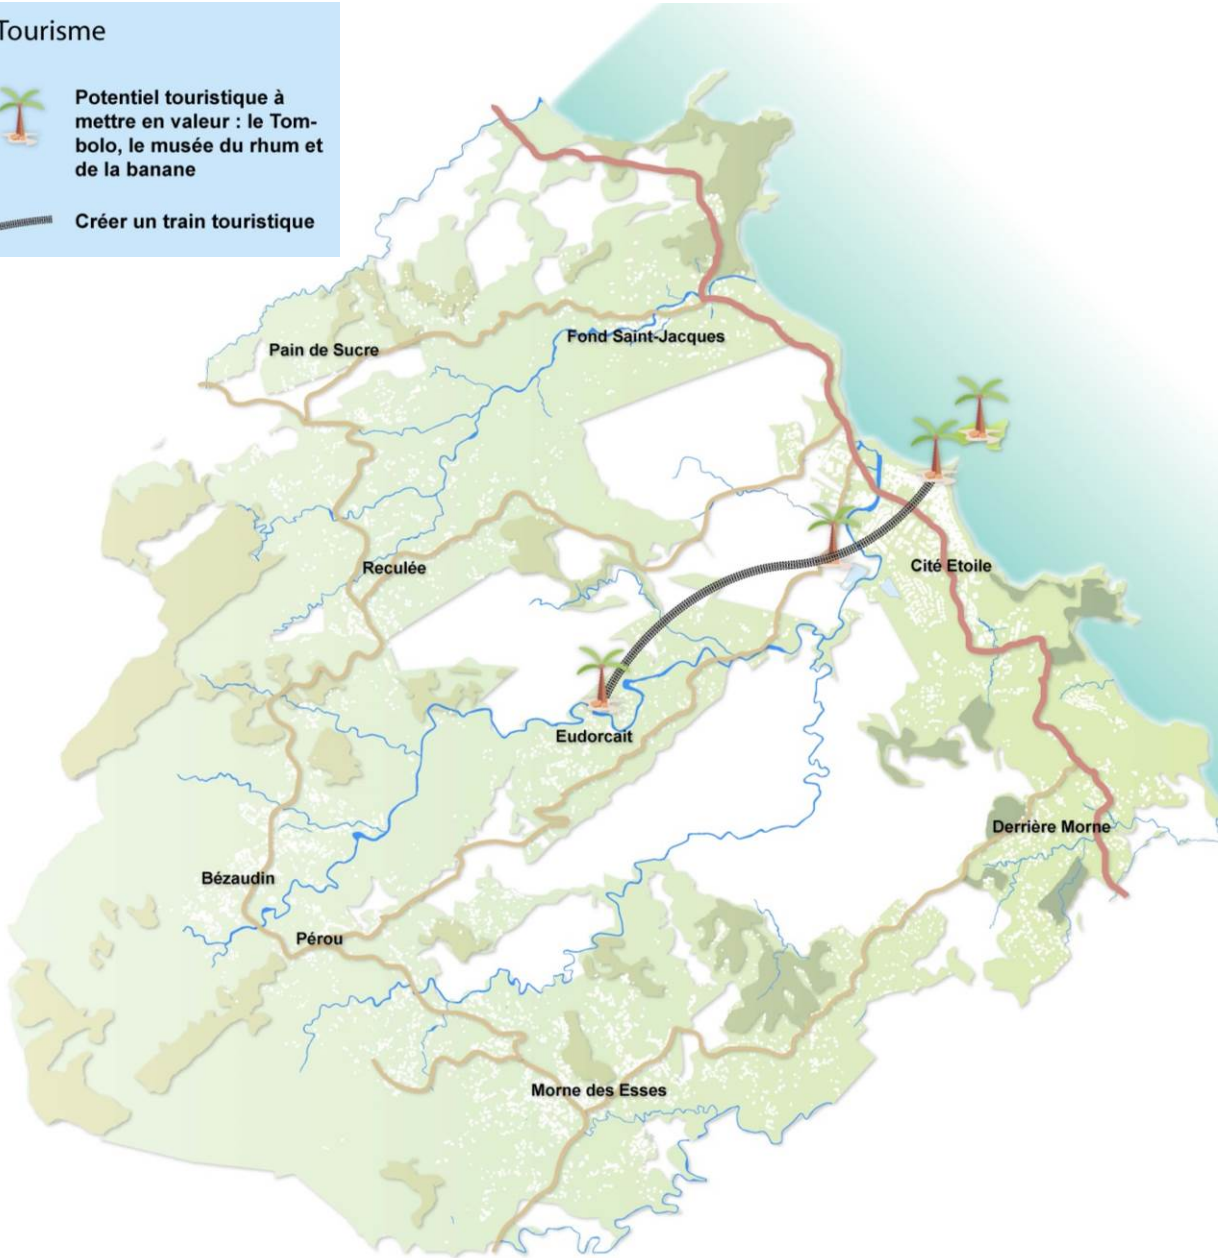 Tourisme
Potentiel touristique à
mettre en valeur : le Tom-
bolo, le musée du rhum et
de la banane
Créer un train touristique
Fond Saint-Jacques
Pain de Sucre
Cité Etoile
Reculée
Eudorcait
Derrière Morne
Bézaudin
Pérou
Morne des Esses